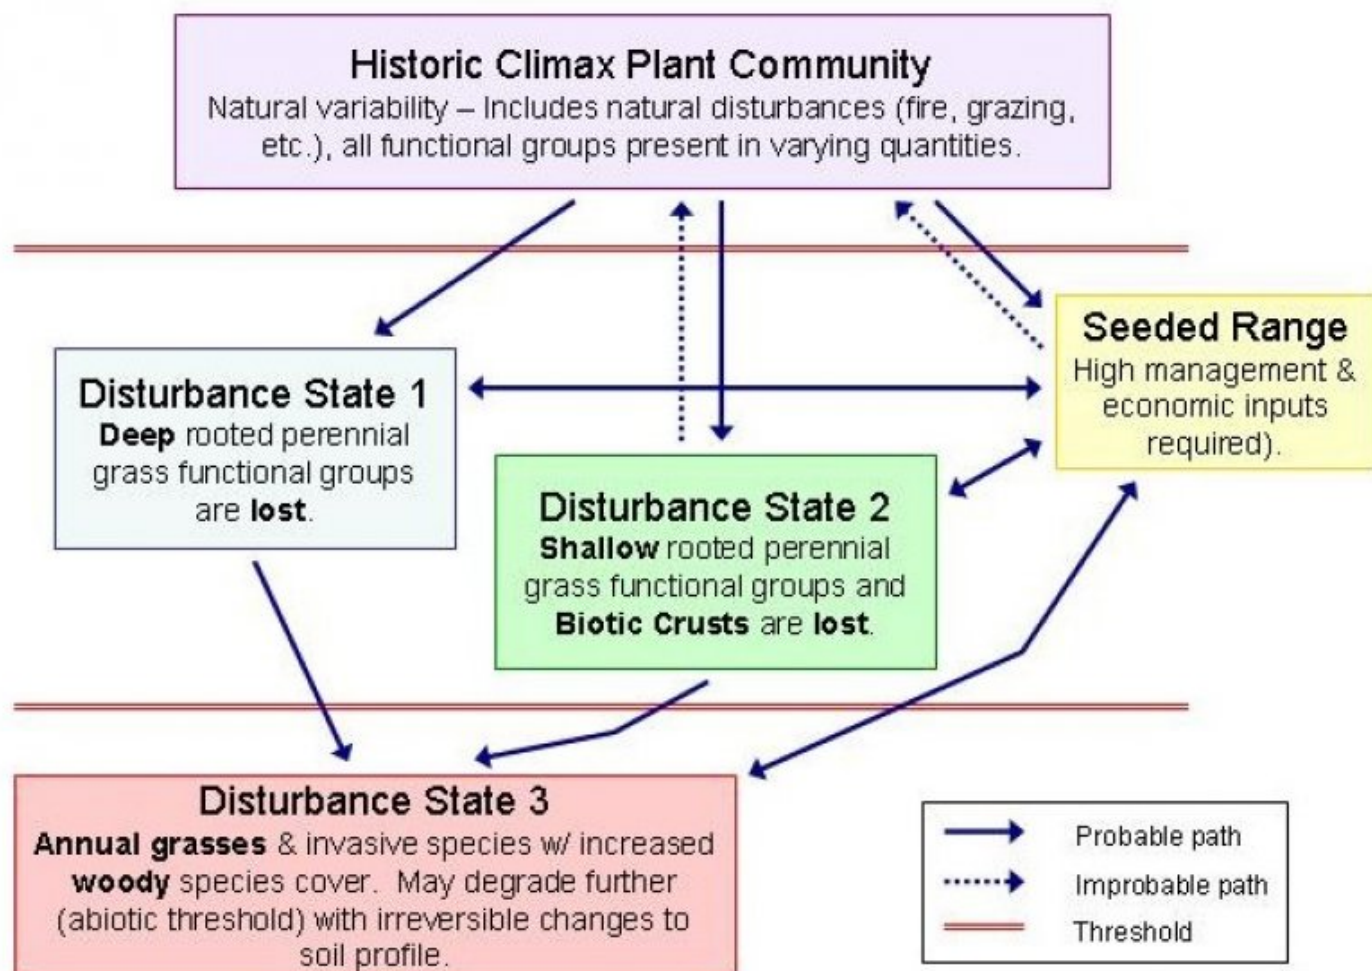 Historic Climax Plant Community
Natural variability – Includes natural disturbances (fire, grazing,
etc.), all functional groups present in varying quantities.
Seeded Range
High management &
economic inputs
required).
Disturbance State 1
Deep rooted perennial
grass functional groups
are lost.
Disturbance State 2
Shallow rooted perennial
grass functional groups and
Biotic Crusts are lost.
Disturbance State 3
Annual grasses & invasive species w/ increased
woody species cover. May degrade further
(abiotic threshold) with irreversible changes to
soil profile.
Probable path
Improbable path
Threshold